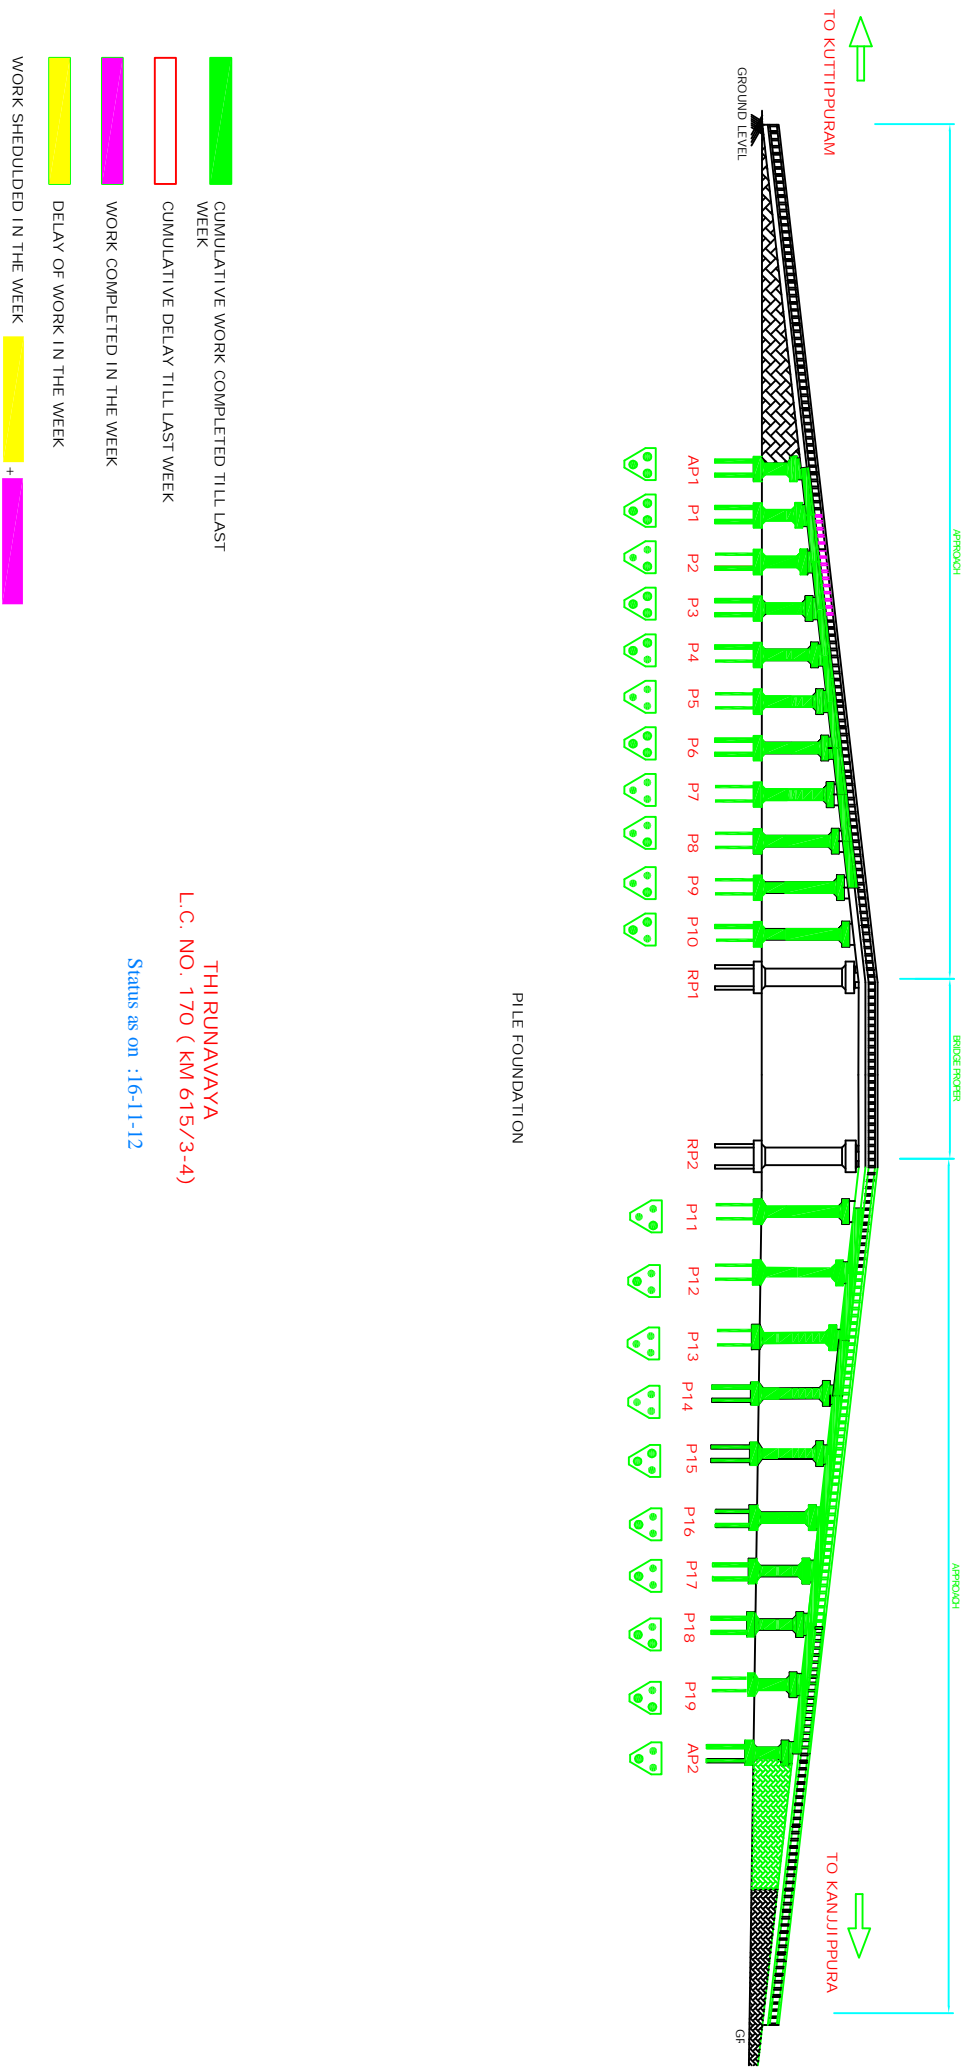 TO KUTTIPPURAM
TO KANJJIPPURA
APPROACH
BRIDGE PROPER
APPROACH
GROUND LEVEL
GF
AP1
P1
P2
P3
P4
P5
P6
P7
P8
P9
P10
RP1
RP2
P11
P12
P13
P14
P15
P16
P17
P18
P19
AP2
PILE FOUNDATION
CUMULATIVE WORK COMPLETED TILL LAST
WEEK
CUMULATIVE DELAY TILL LAST WEEK
WORK COMPLETED IN THE WEEK
DELAY OF WORK IN THE WEEK
WORK SHEDULDED IN THE WEEK
+
THIRUNAVAYA
L.C. NO. 170 ( kM 615/3-4)
Status as on :16-11-12